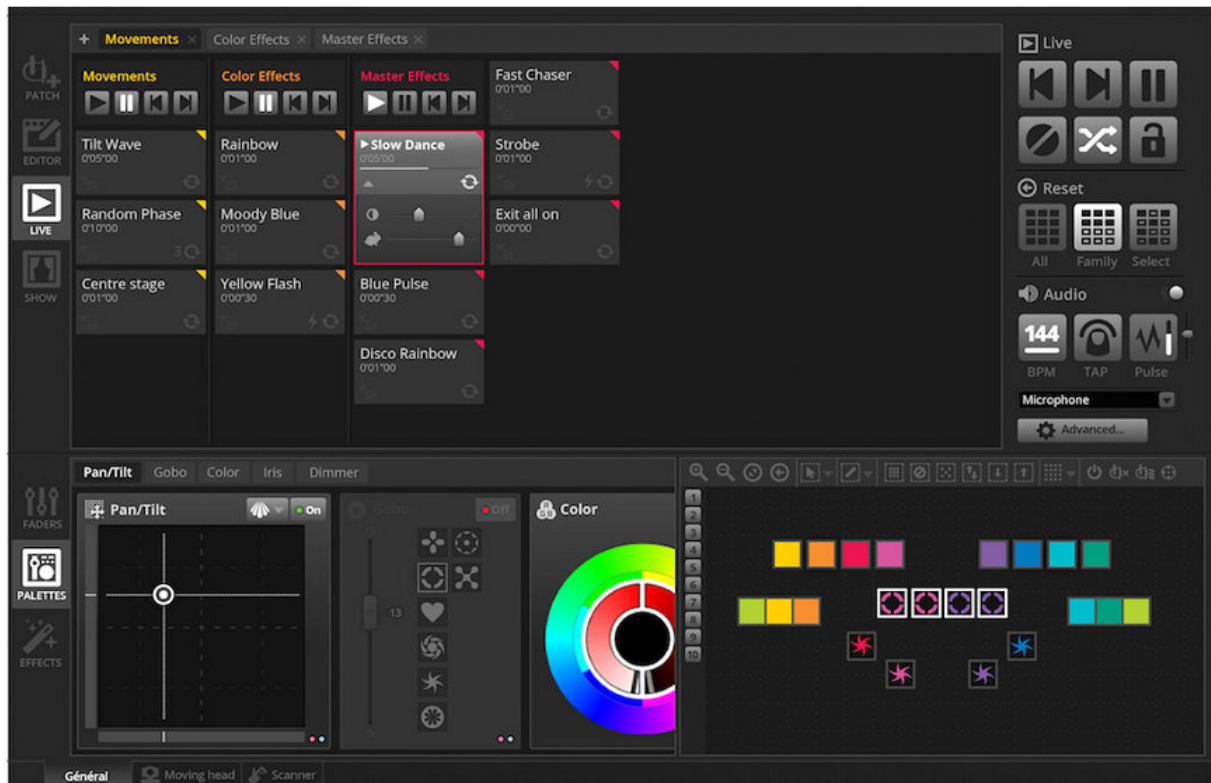 Movements
Color Effects
Master Effects
Live
PATCH
EDITOR
LIVE
SHOW
Movements
Tilt Wave
0'05"00
Random Phase
0'10"00
3
Centre stage
0'01"00
Color Effects
Rainbow
0'01"00
Moody Blue
0'01"00
Yellow Flash
0'00"30
Master Effects
Slow Dance
0'05"00
Blue Pulse
0'00"30
Disco Rainbow
0'01"00
Fast Chaser
0'01"00
Strobe
0'01"00
Exit all on
0'00"00
Reset
All Family Select
Audio
144
BPM TAP Pulse
Microphone
Advanced...
FADERS
PALETTES
EFFECTS
Pan/Tilt Gobo Color Iris Dimmer
Pan/Tilt
On
Gobo
Off
13
Color
1
2
3
4
5
6
7
8
9
10
Général Moving head Scanner